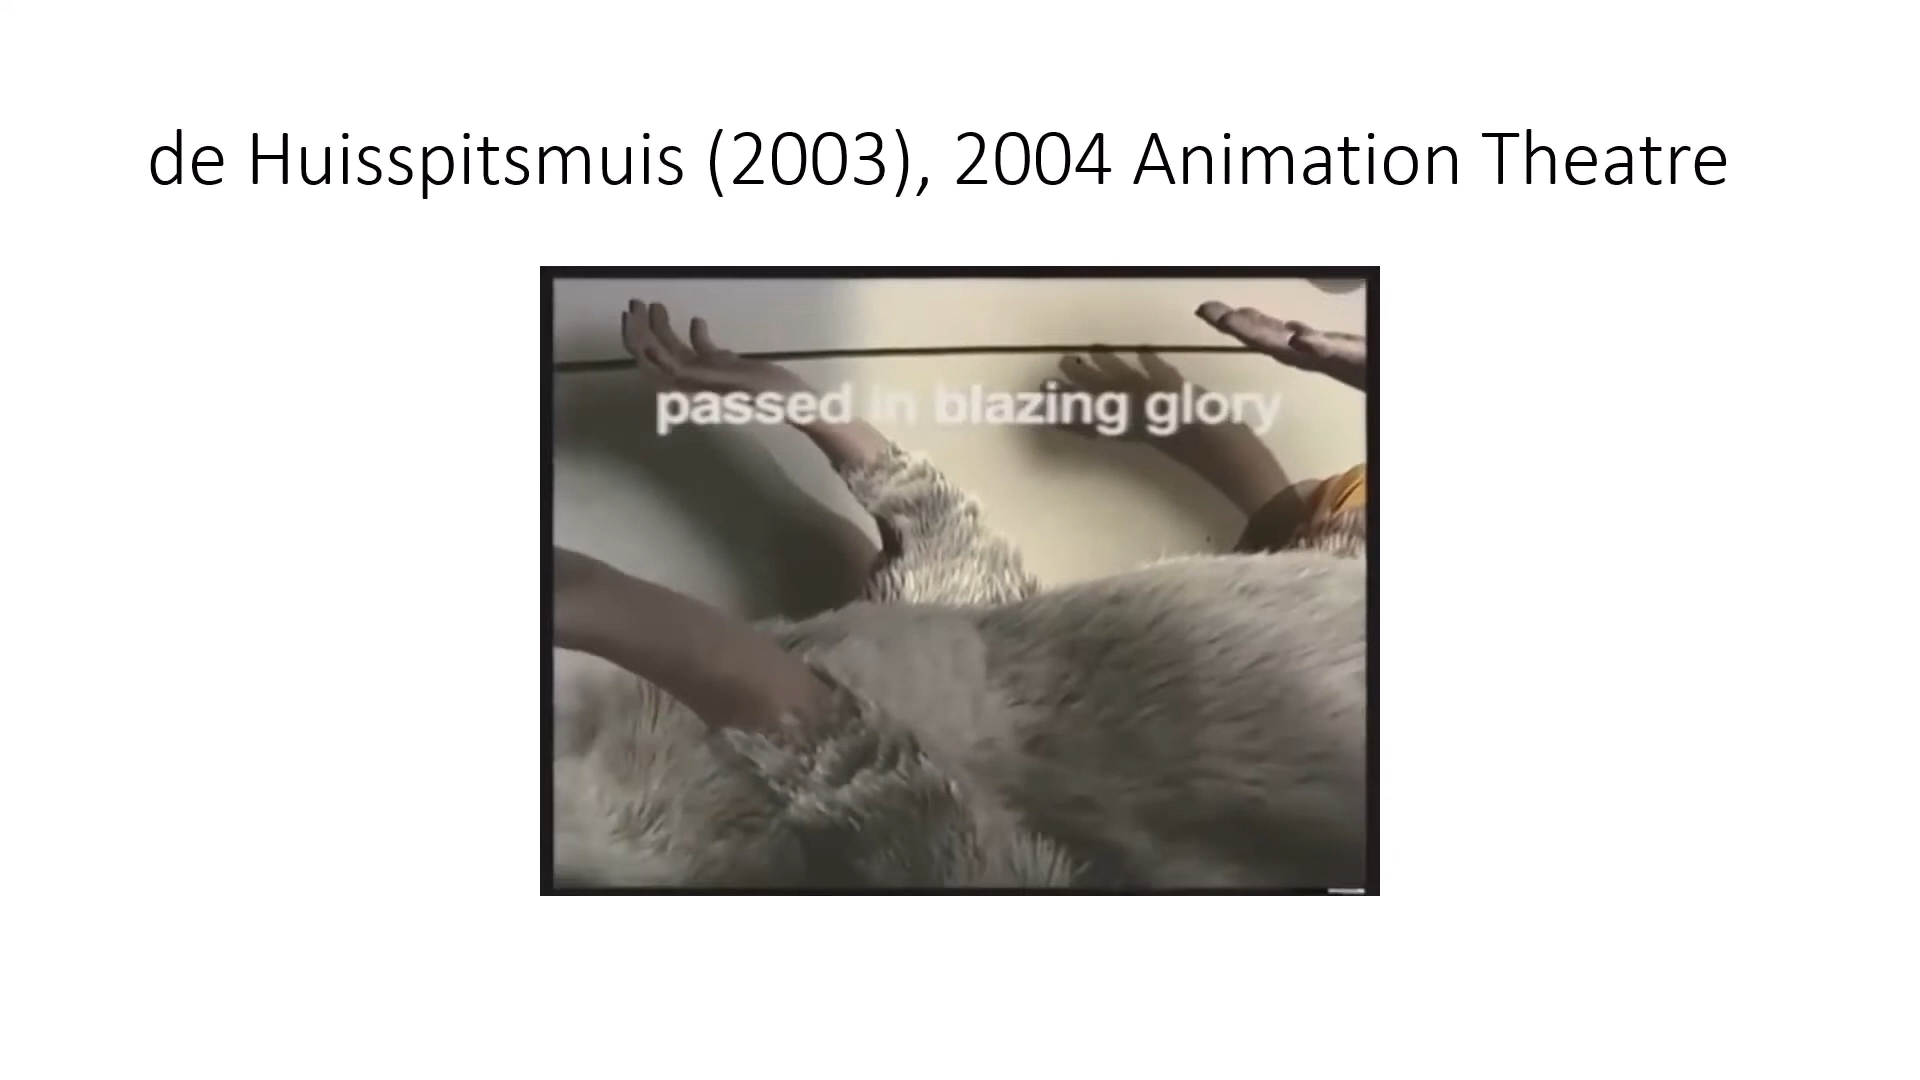 de Huisspitsmuis (2003), 2004 Animation Theatre
passed in blazing glory